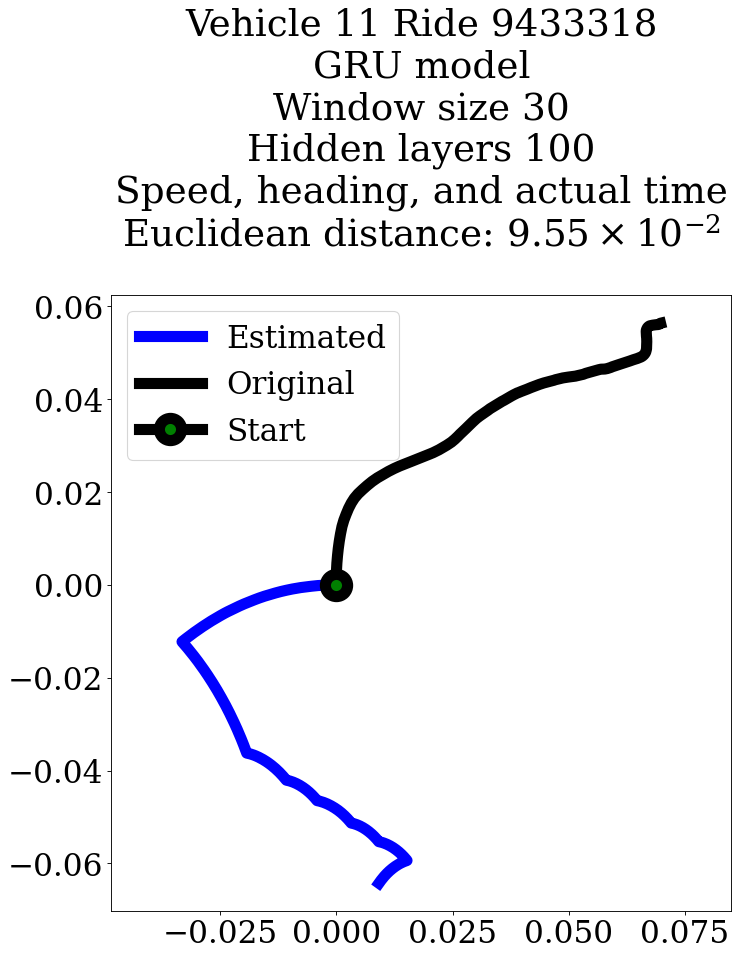 Vehicle 11 Ride 9433318
GRU model
Window size 30
Hidden layers 100
Speed, heading, and actual time
Euclidean distance: 9.55 × 10⁻²
Estimated
Original
Start
0.06
0.04
0.02
0.00
−0.02
−0.04
−0.06
−0.025 0.000 0.025 0.050 0.075